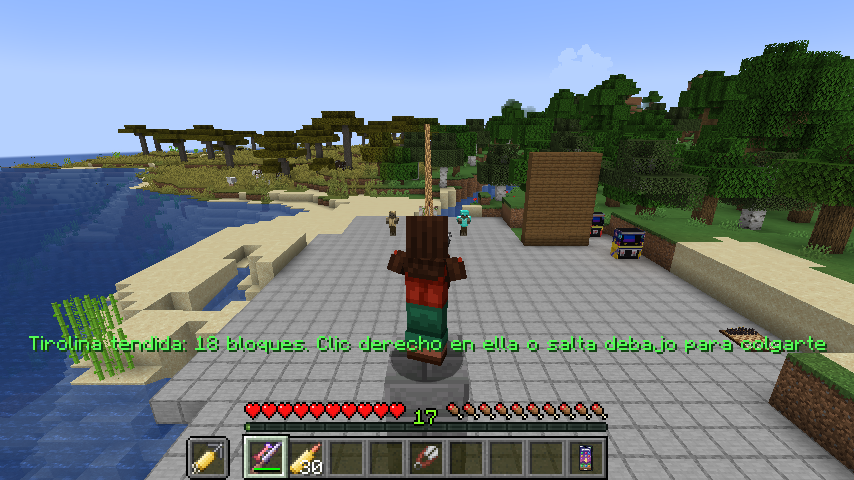 Tirolina tendida: 18 bloques. Clic derecho en ella o salta debajo para colgarte
17
30